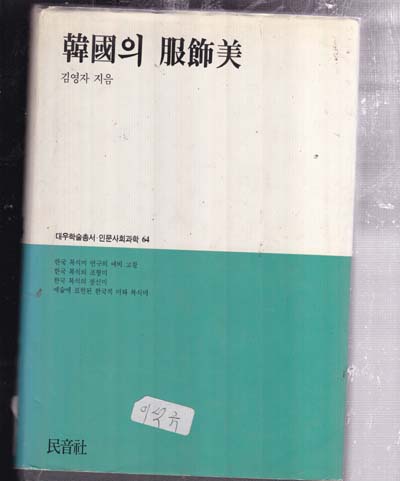 韓國의 服飾美
김영자 지음
대우학술총서·인문사회과학 64
한국 복식미 연구의 예비 고찰
한국 복식의 조형미
한국 복식의 정신미
예술에 표현된 한국적 미와 복식미
民音社